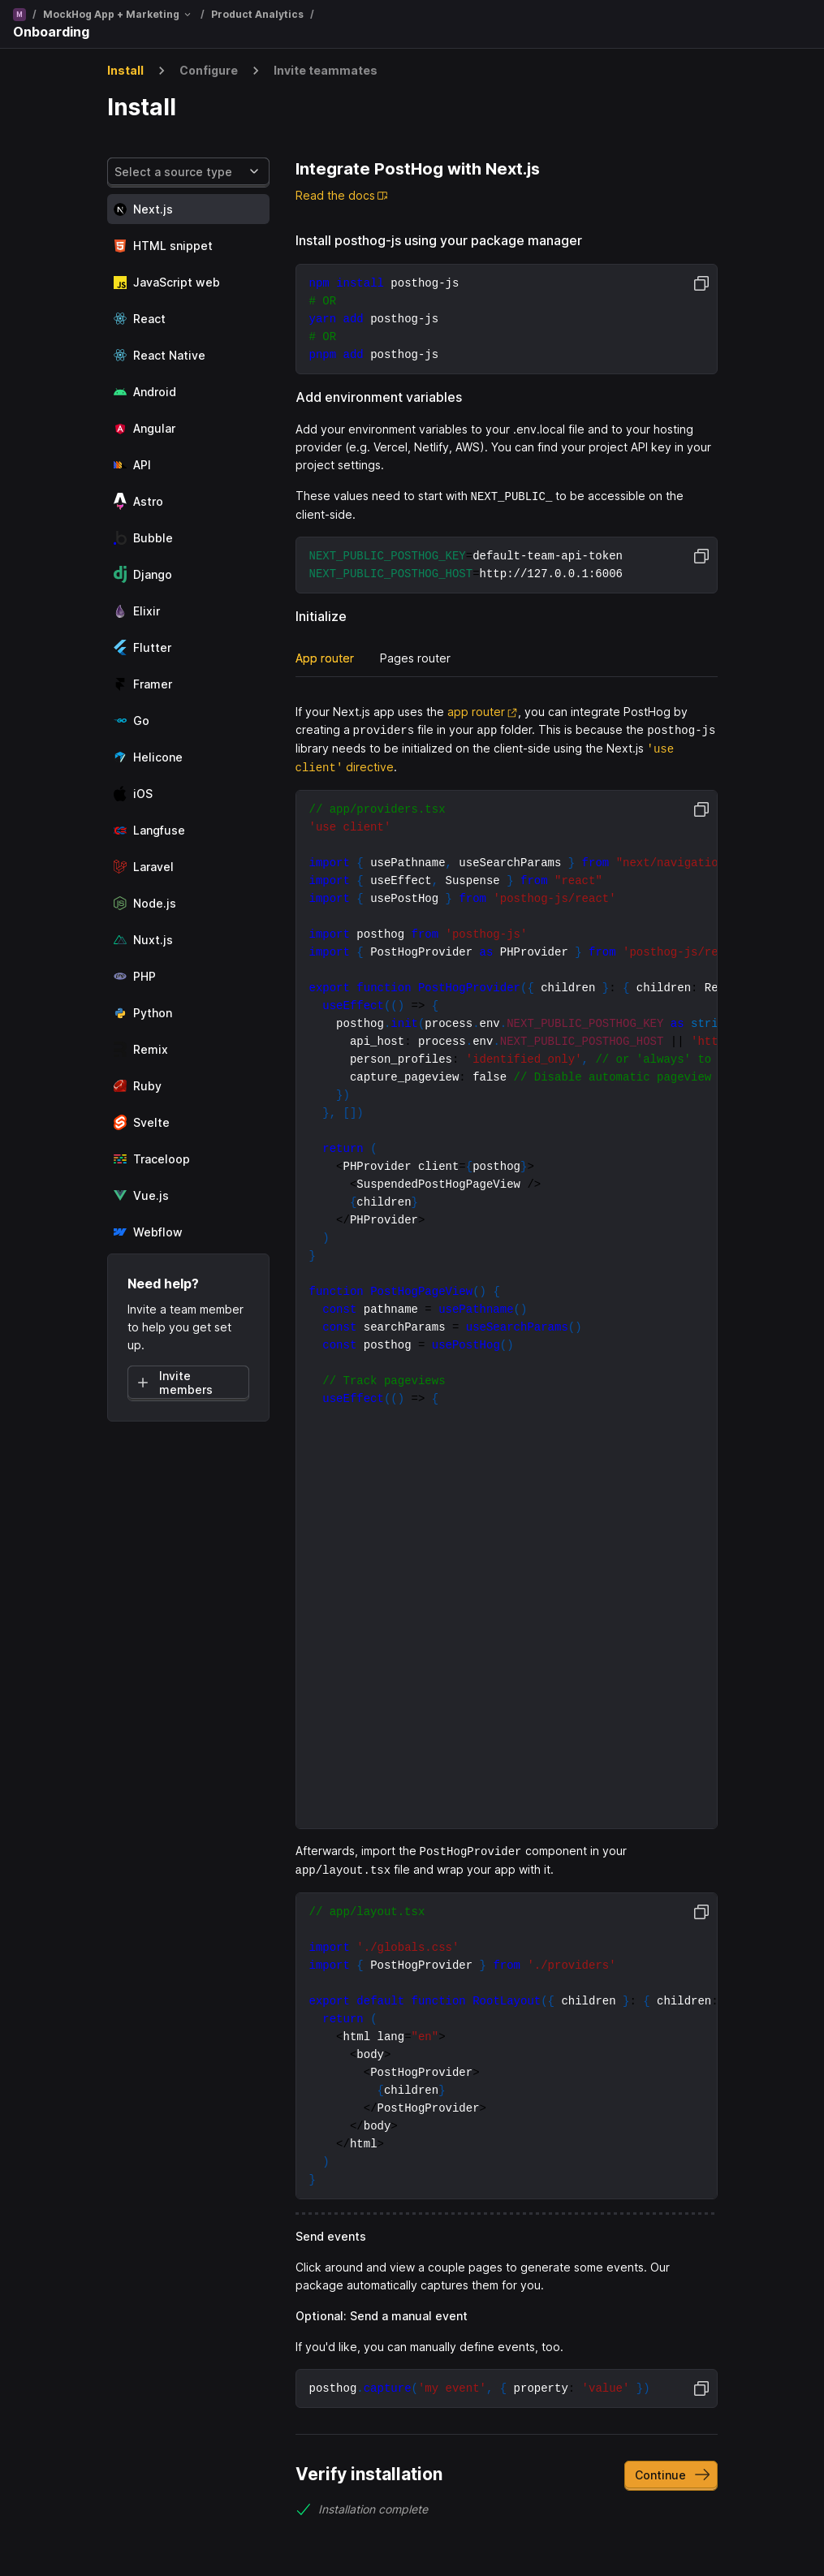 M / MockHog App + Marketing / Product Analytics /
Onboarding
Install > Configure > Invite teammates
Install
Select a source type
Next.js
HTML snippet
JavaScript web
React
React Native
Android
Angular
API
Astro
Bubble
Django
Elixir
Flutter
Framer
Go
Helicone
iOS
Langfuse
Laravel
Node.js
Nuxt.js
PHP
Python
Remix
Ruby
Svelte
Traceloop
Vue.js
Webflow
Need help?
Invite a team member
to help you get set
up.
Invite
members
Integrate PostHog with Next.js
Read the docs
Install posthog-js using your package manager
npm install posthog-js
# OR
yarn add posthog-js
# OR
pnpm add posthog-js
Add environment variables
Add your environment variables to your .env.local file and to your hosting
provider (e.g. Vercel, Netlify, AWS). You can find your project API key in your
project settings.
These values need to start with NEXT_PUBLIC_ to be accessible on the
client-side.
NEXT_PUBLIC_POSTHOG_KEY=default-team-api-token
NEXT_PUBLIC_POSTHOG_HOST=http://127.0.0.1:6006
Initialize
App router Pages router
If your Next.js app uses the app router, you can integrate PostHog by
creating a providers file in your app folder. This is because the posthog-js
library needs to be initialized on the client-side using the Next.js 'use
client' directive.
// app/providers.tsx
'use client'
import { usePathname, useSearchParams } from "next/navigatio
import { useEffect, Suspense } from "react"
import { usePostHog } from 'posthog-js/react'
import posthog from 'posthog-js'
import { PostHogProvider as PHProvider } from 'posthog-js/re
export function PostHogProvider({ children }: { children: Re
useEffect(() => {
posthog.init(process.env.NEXT_PUBLIC_POSTHOG_KEY as stri
api_host: process.env.NEXT_PUBLIC_POSTHOG_HOST || 'htt
person_profiles: 'identified_only', // or 'always' to
capture_pageview: false // Disable automatic pageview
})
}, [])
return (
<PHProvider client={posthog}>
<SuspendedPostHogPageView />
{children}
</PHProvider>
)
}
function PostHogPageView() {
const pathname = usePathname()
const searchParams = useSearchParams()
const posthog = usePostHog()
// Track pageviews
useEffect(() => {
Afterwards, import the PostHogProvider component in your
app/layout.tsx file and wrap your app with it.
// app/layout.tsx
import './globals.css'
import { PostHogProvider } from './providers'
export default function RootLayout({ children }: { children:
return (
<html lang="en">
<body>
<PostHogProvider>
{children}
</PostHogProvider>
</body>
</html>
)
}
Send events
Click around and view a couple pages to generate some events. Our
package automatically captures them for you.
Optional: Send a manual event
If you'd like, you can manually define events, too.
posthog.capture('my event', { property: 'value' })
Verify installation
Continue
Installation complete